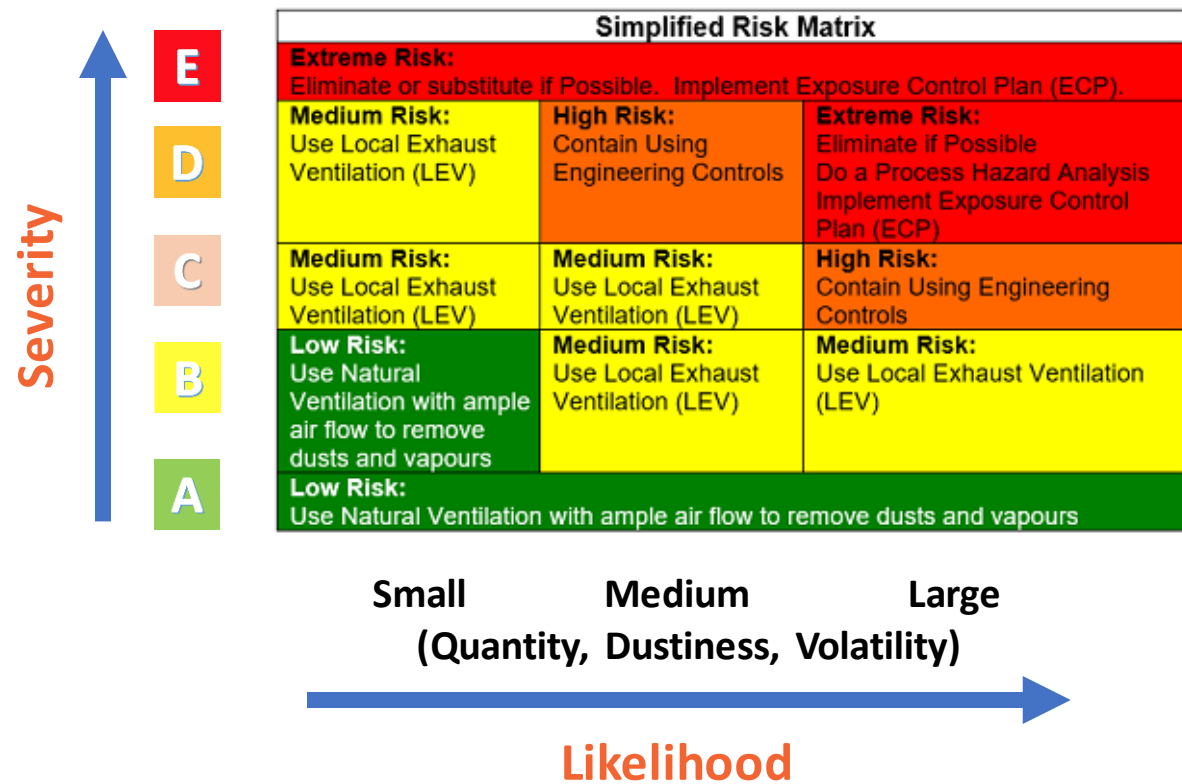 Simplified Risk Matrix
E
Extreme Risk:
Eliminate or substitute if Possible.  Implement Exposure Control Plan (ECP).
D
Medium Risk:
Use Local Exhaust
Ventilation (LEV)
High Risk:
Contain Using
Engineering Controls
Extreme Risk:
Eliminate if Possible
Do a Process Hazard Analysis
Implement Exposure Control
Plan (ECP)
Severity
C
Medium Risk:
Use Local Exhaust
Ventilation (LEV)
Medium Risk:
Use Local Exhaust
Ventilation (LEV)
High Risk:
Contain Using Engineering
Controls
B
Low Risk:
Use Natural
Ventilation with ample
air flow to remove
dusts and vapours
Medium Risk:
Use Local Exhaust
Ventilation (LEV)
Medium Risk:
Use Local Exhaust Ventilation
(LEV)
A
Low Risk:
Use Natural Ventilation with ample air flow to remove dusts and vapours
Small Medium Large
(Quantity, Dustiness, Volatility)
Likelihood